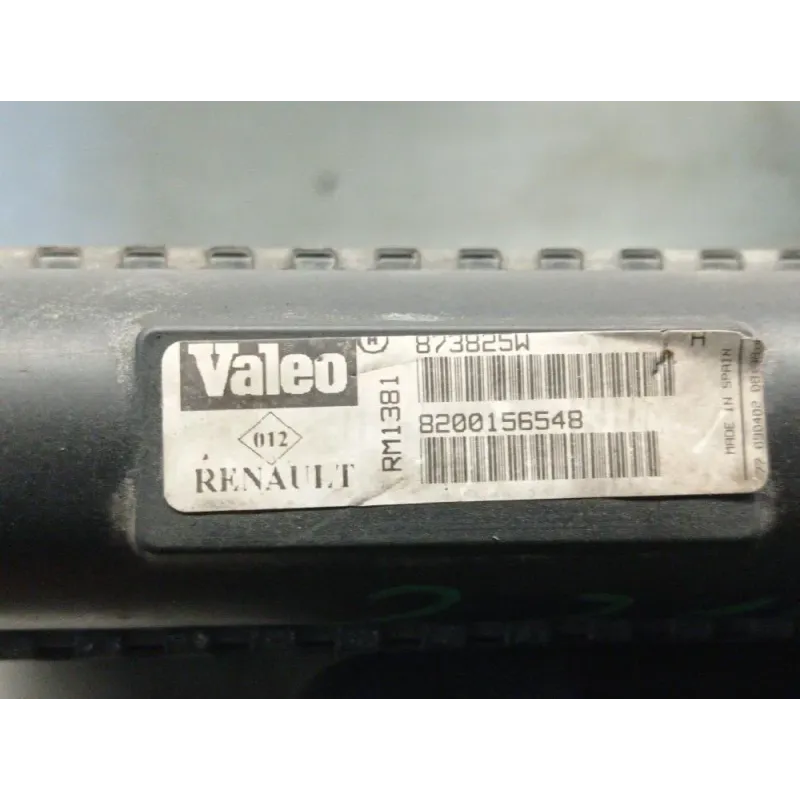 Valeo
012
RENAULT
RM1381
873825W
H
8200156548
MADE IN SPAIN